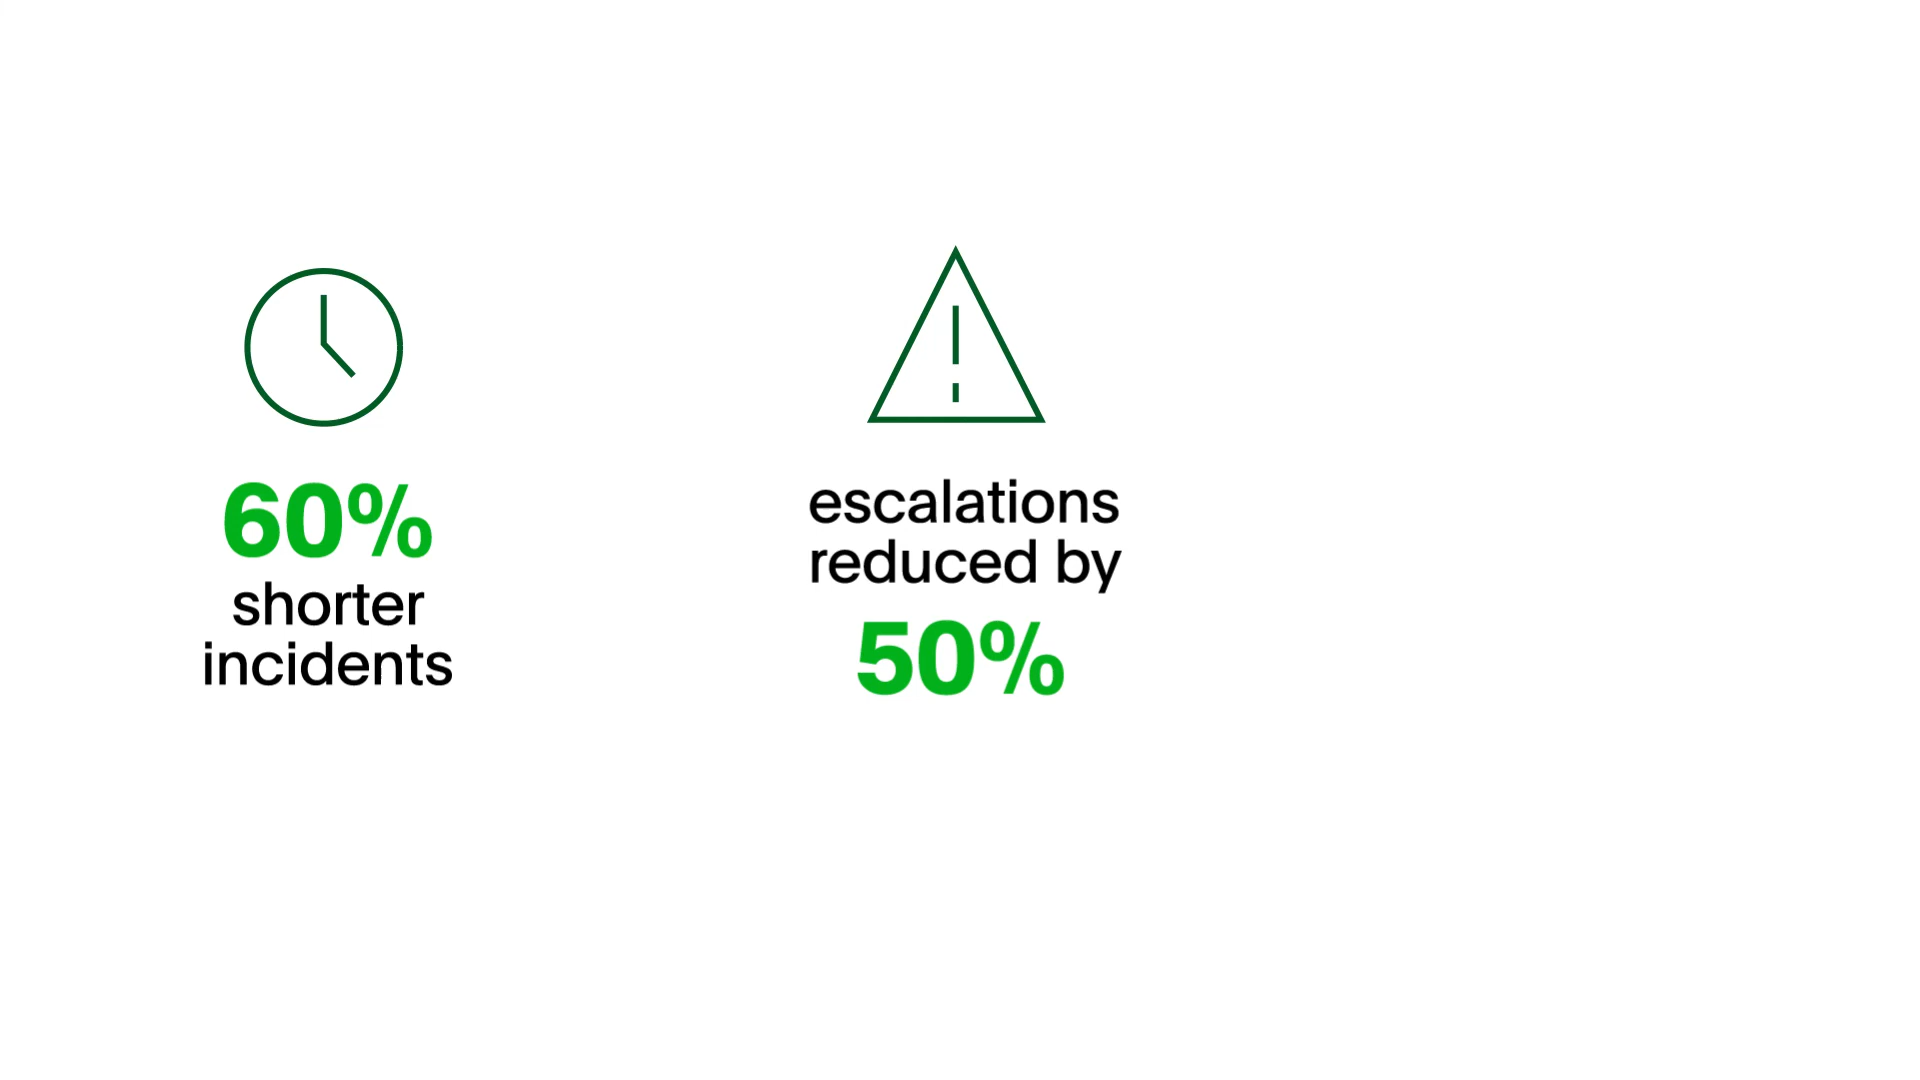 60%
shorter
incidents
escalations
reduced by
50%